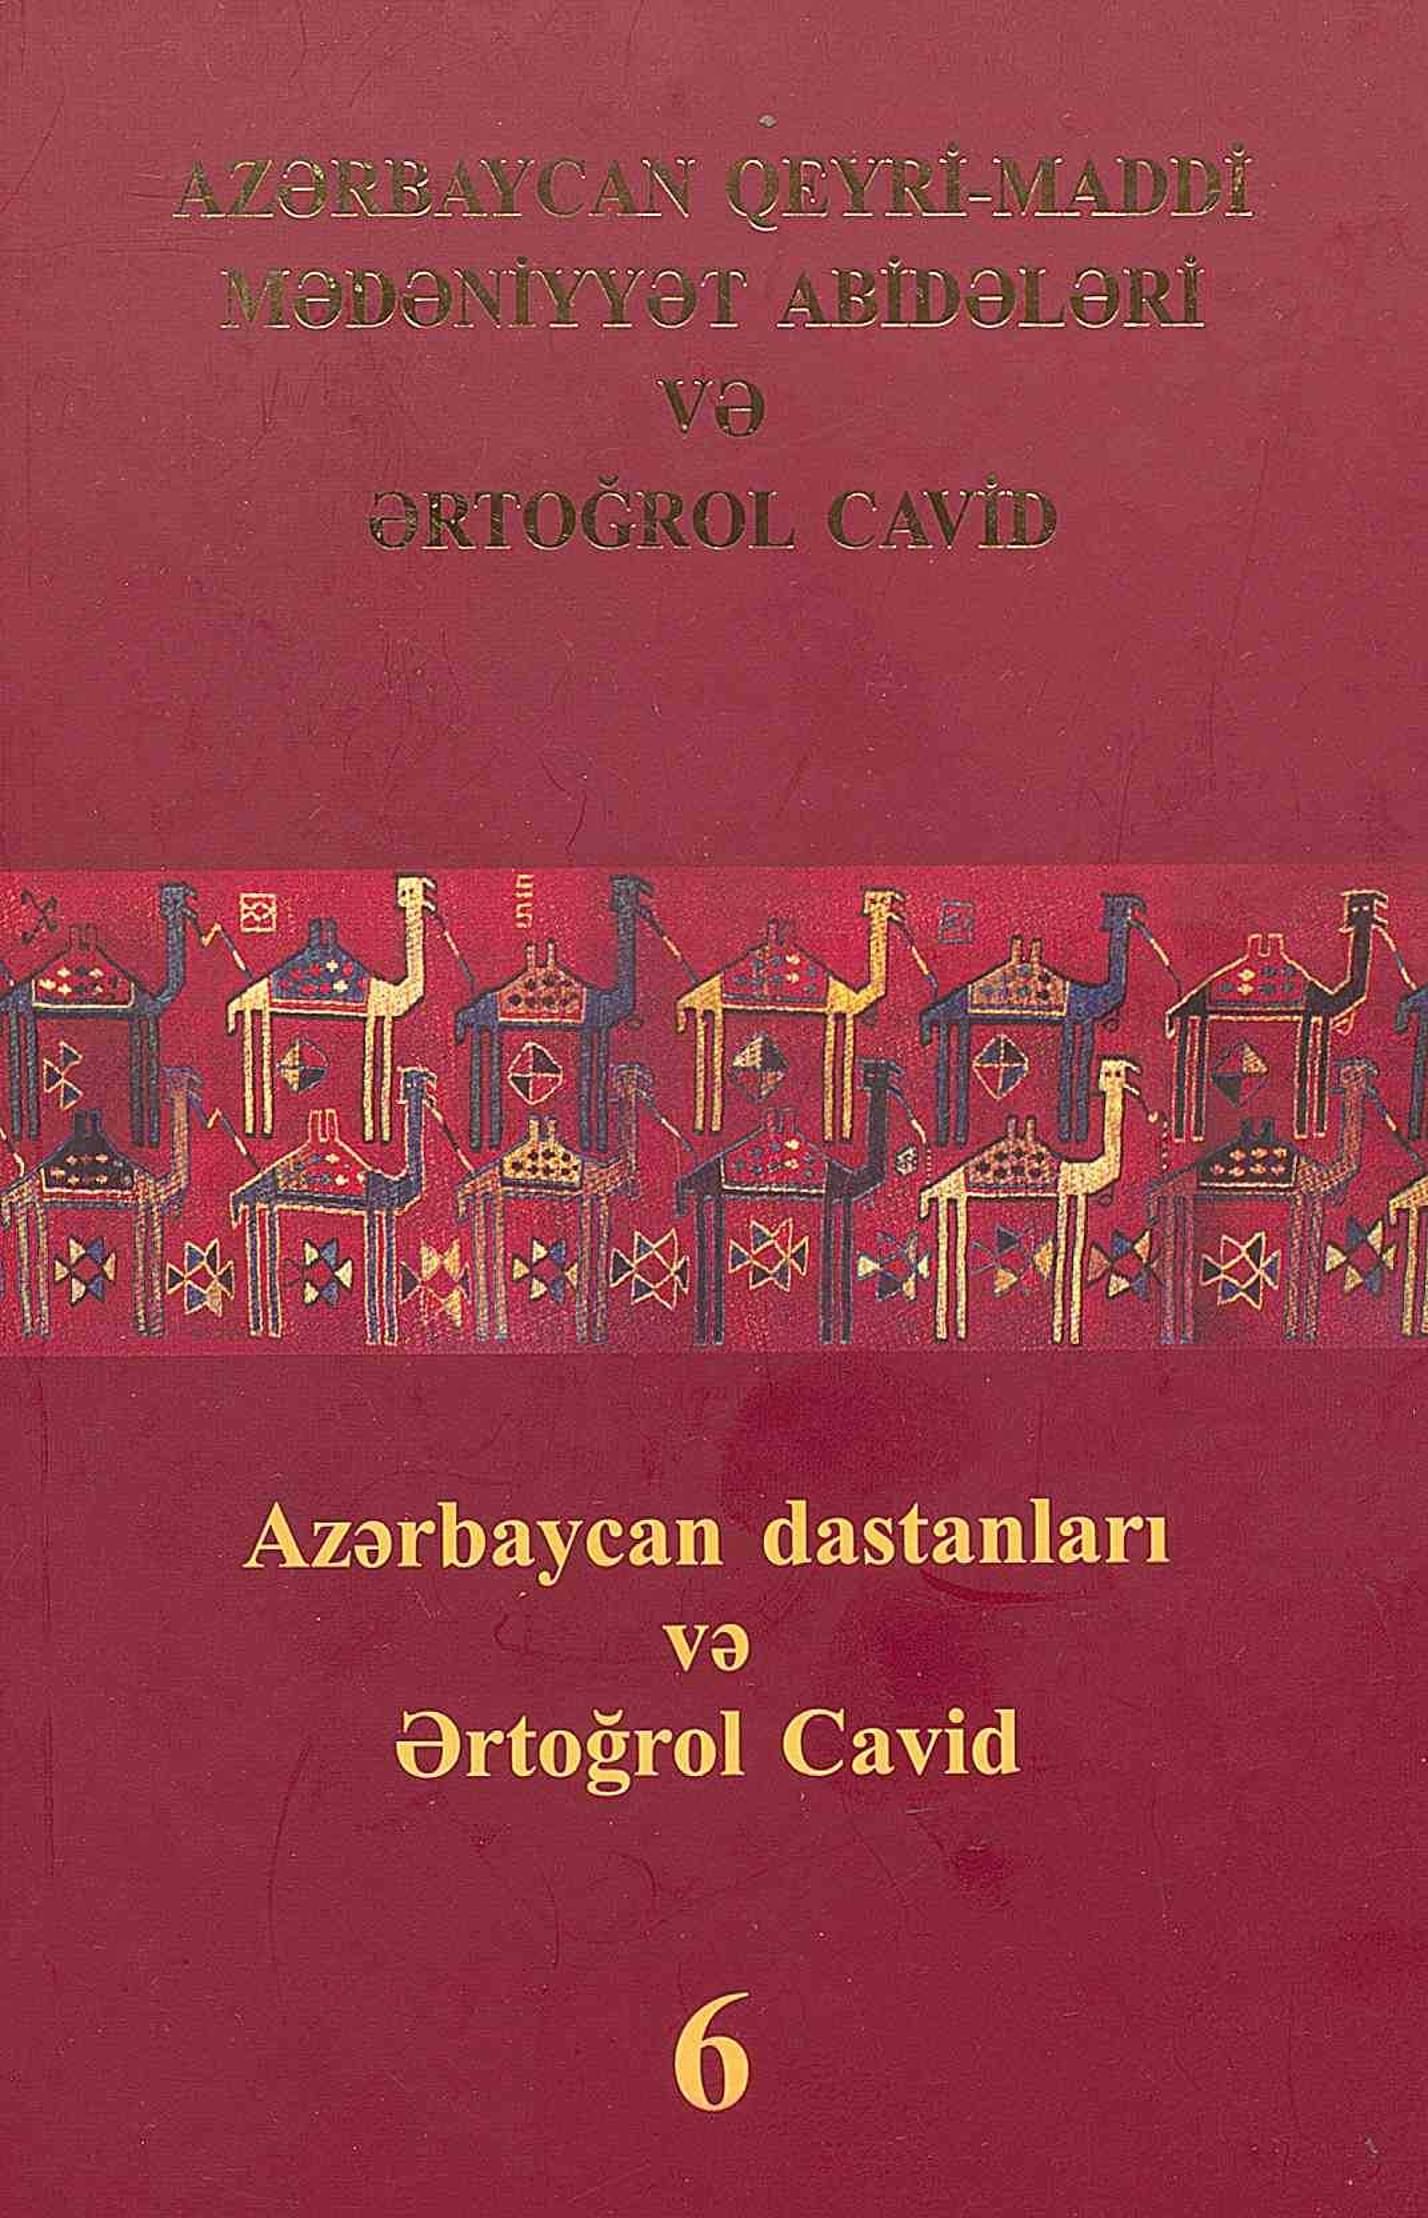 AZƏRBAYCAN QEYRİ-MADDİ
MƏDƏNİYYƏT ABİDƏLƏRİ
VƏ
ƏRTOĞROL CAVİD
Azərbaycan dastanları
və
Ərtoğrol Cavid
6